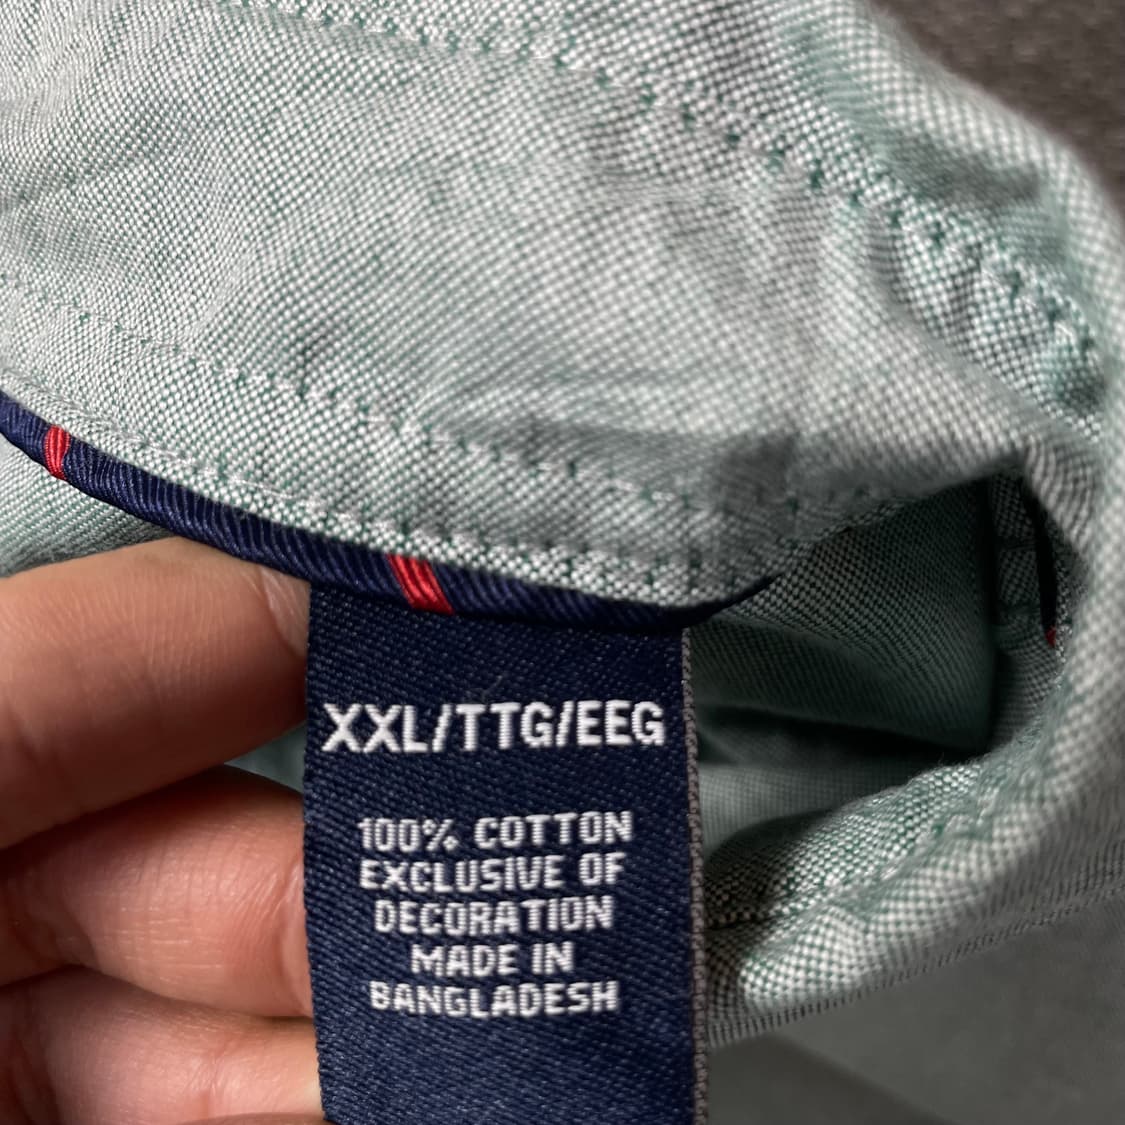 XXL/TTG/EEG
100% COTTON
EXCLUSIVE OF
DECORATION
MADE IN
BANGLADESH